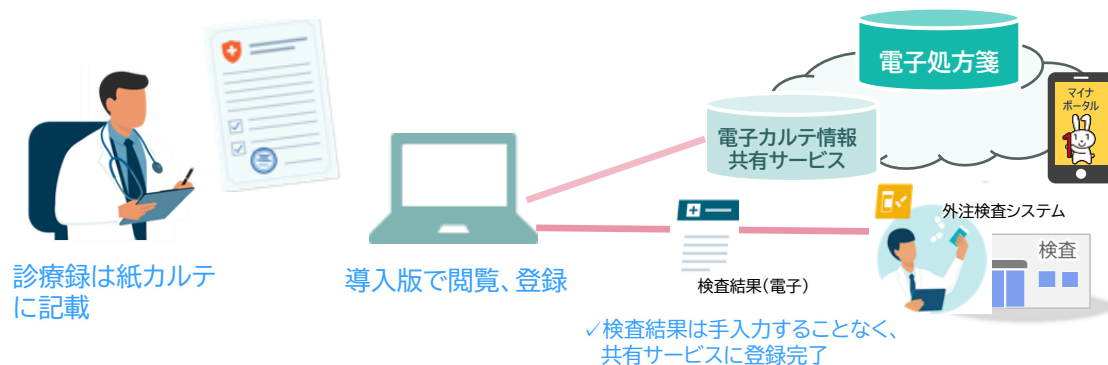 電子処方箋
マイナ
ポータル
電子カルテ情報
共有サービス
外注検査システム
検査
診療録は紙カルテ
に記載
導入版で閲覧、登録
検査結果(電子)
✓検査結果は手入力することなく、
共有サービスに登録完了